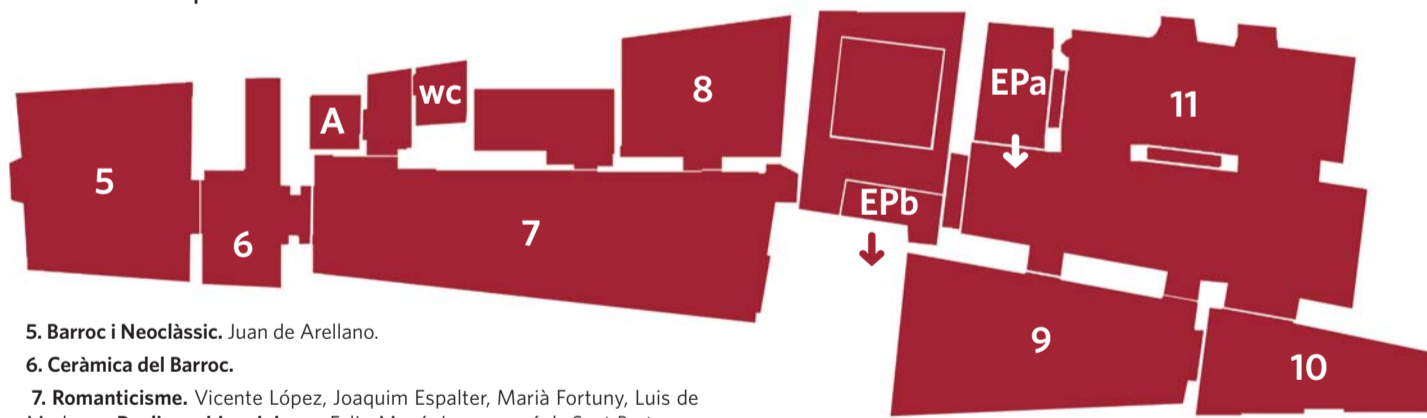 8
EPa
11
wc
A
5
EPb
7
6
9
10
5. Barroc i Neoclàssic. Juan de Arellano.
6. Ceràmica del Barroc.
7. Romanticisme. Vicente López, Joaquim Espalter, Marià Fortuny, Luis de